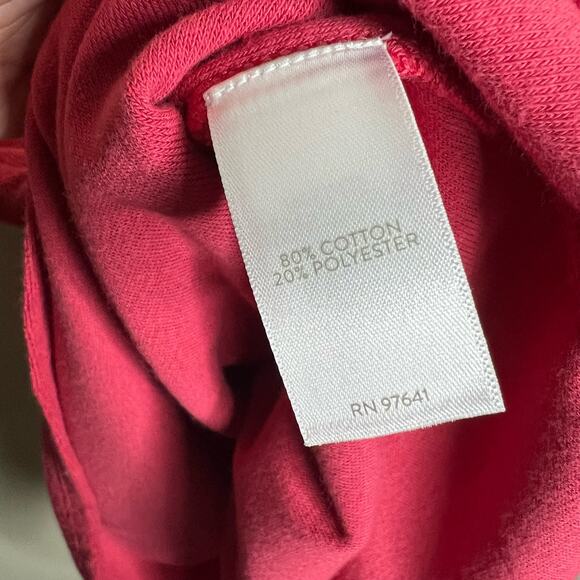 80% COTTON
20% POLYESTER
RN 97641